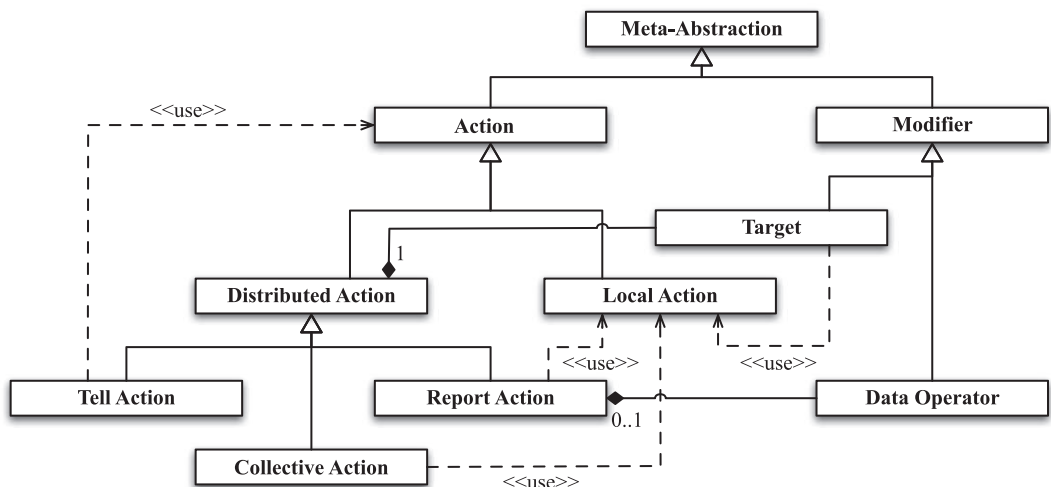 Meta-Abstraction
<<use>>
Action
Modifier
Target
1
Distributed Action
Local Action
<<use>>
<<use>>
Tell Action
Report Action
Data Operator
0..1
Collective Action
<<use>>